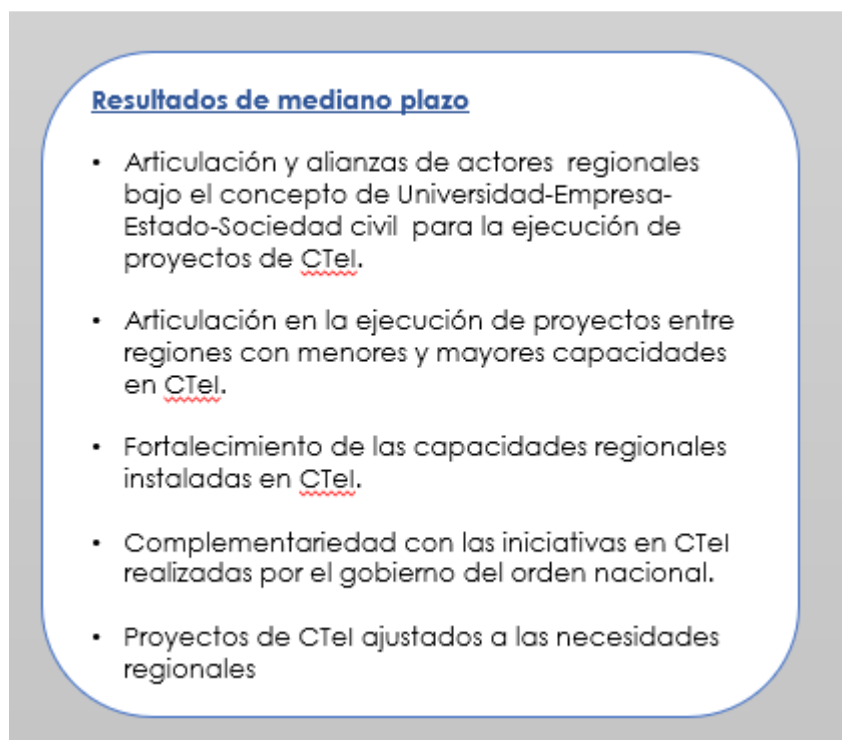 Resultados de mediano plazo
• Articulación y alianzas de actores regionales
bajo el concepto de Universidad-Empresa-
Estado-Sociedad civil para la ejecución de
proyectos de CTeI.
• Articulación en la ejecución de proyectos entre
regiones con menores y mayores capacidades
en CTeI.
• Fortalecimiento de las capacidades regionales
instaladas en CTeI.
• Complementariedad con las iniciativas en CTeI
realizadas por el gobierno del orden nacional.
• Proyectos de CTeI ajustados a las necesidades
regionales